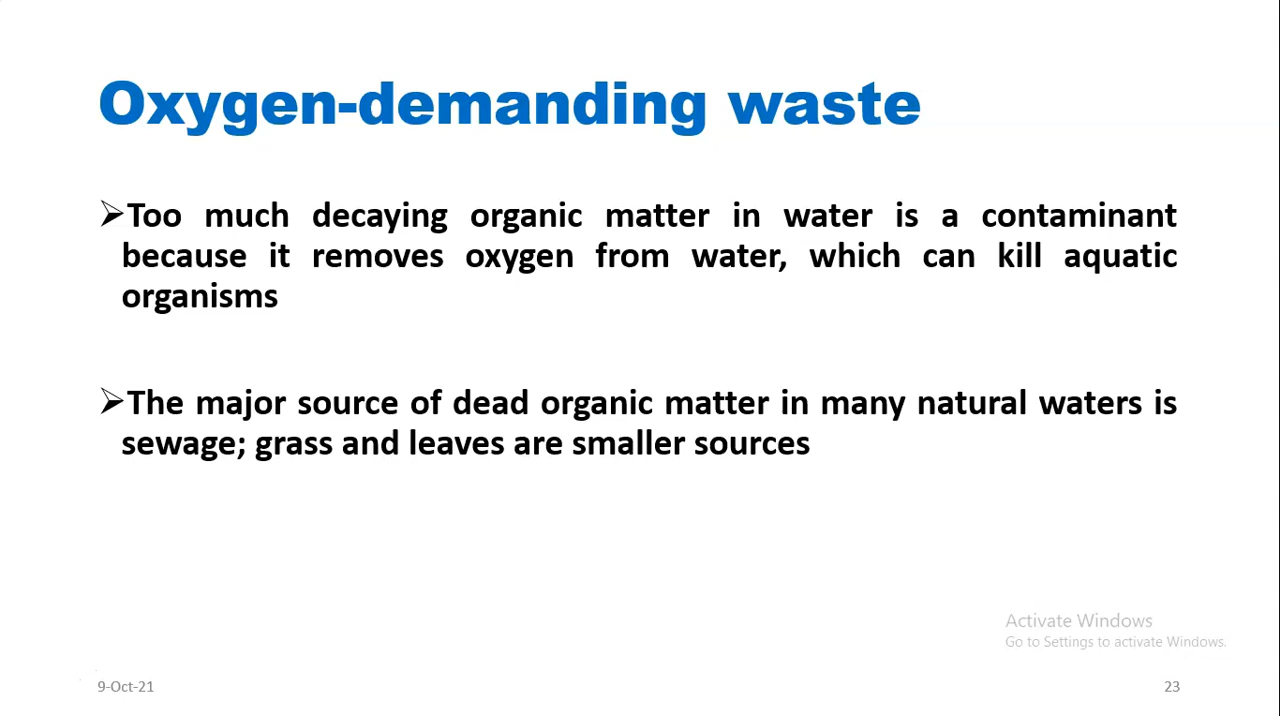 Oxygen-demanding waste
➢Too much decaying organic matter in water is a contaminant
because it removes oxygen from water, which can kill aquatic
organisms
➢The major source of dead organic matter in many natural waters is
sewage; grass and leaves are smaller sources
Activate Windows
Go to Settings to activate Windows.
9-Oct-21
23